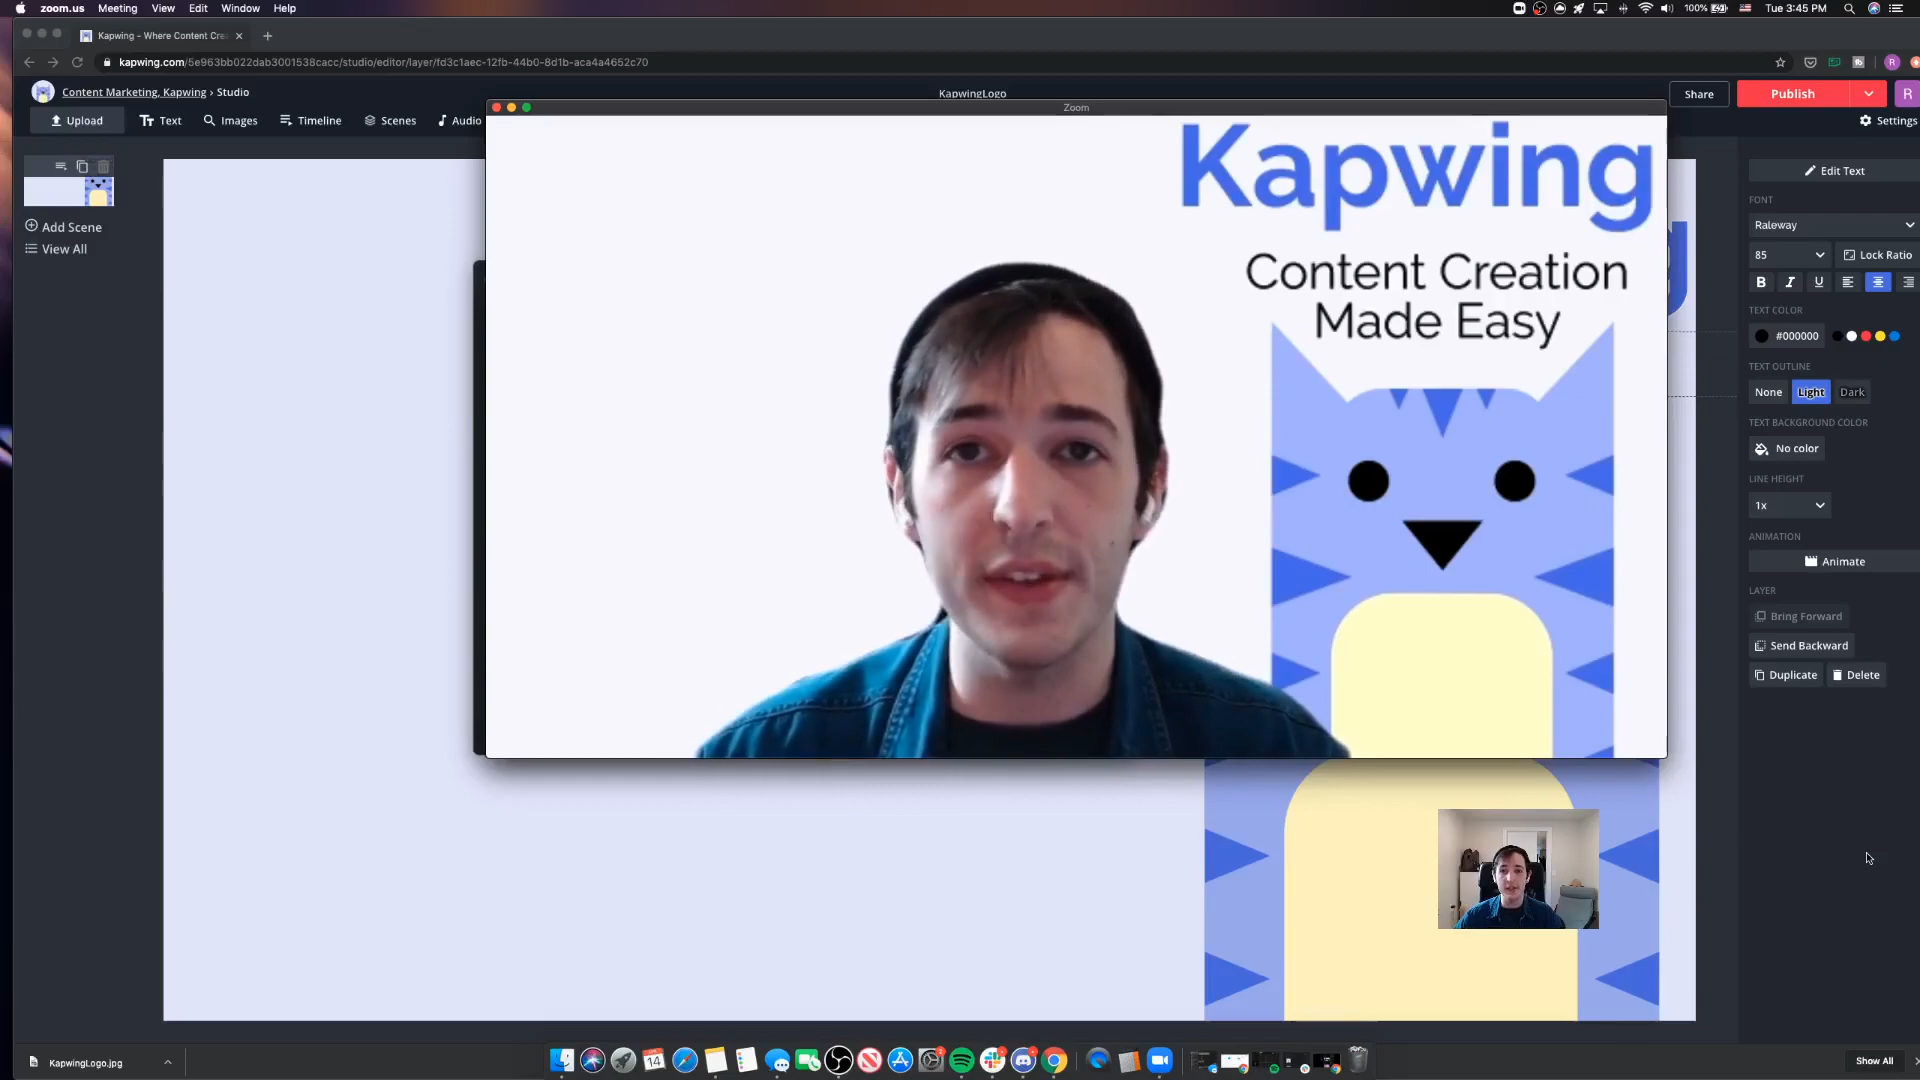 zoom.us Meeting View Edit Window Help 100% Tue 3:45 PM
Kapwing - Where Content Cre
kapwing.com/5e963bb022dab3001538cacc/studio/editor/layer/fd3c1aec-12fb-44b0-8d1b-aca4a4652c70
Content Marketing, Kapwing › Studio
KapwingLogo
Share Publish R
Upload Text Images Timeline Scenes Audio
Settings
Zoom
Kapwing
Content Creation
Made Easy
Add Scene
View All
Edit Text
FONT
Raleway
85 Lock Ratio
B I U
TEXT COLOR
#000000
TEXT OUTLINE
None Light Dark
TEXT BACKGROUND COLOR
No color
LINE HEIGHT
1x
ANIMATION
Animate
LAYER
Bring Forward
Send Backward
Duplicate Delete
KapwingLogo.jpg
14
Show All